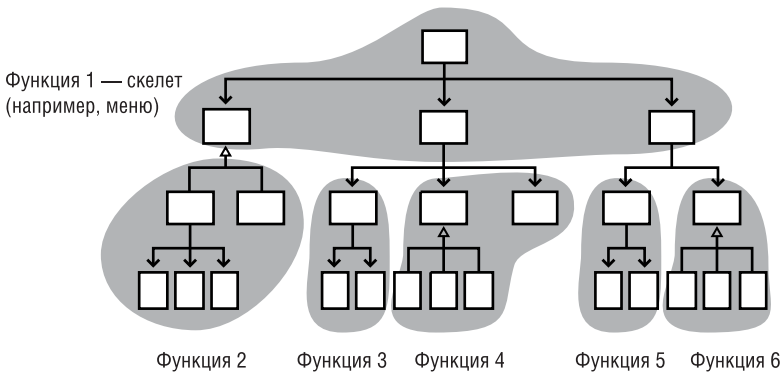 Функция 1 — скелет
(например, меню)
Функция 2
Функция 3
Функция 4
Функция 5
Функция 6